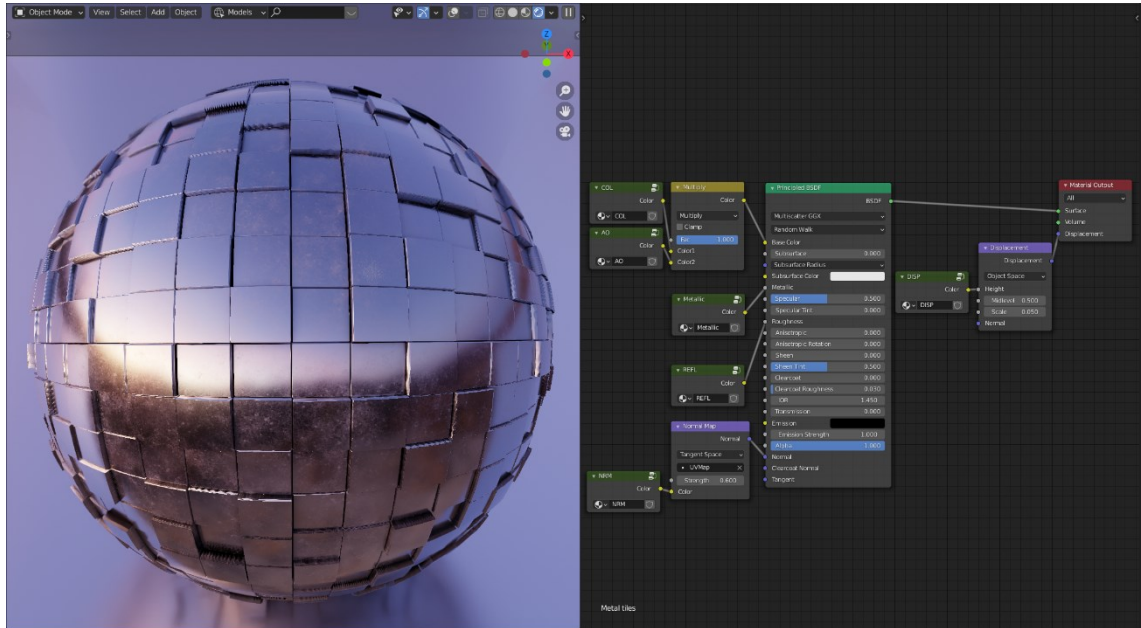 Object Mode View Select Add Object Models
Z
Y
X
COL
Color
COL
AO
Color
AO
Multiply
Color
Multiply
Clamp
Fac 1.000
Color1
Color2
Metallic
Color
Metallic
REFL
Color
REFL
Normal Map
Normal
Tangent Space
UVMap
Strength 0.600
Color
NRM
Color
NRM
Principled BSDF
BSDF
Multiscatter GGX
Random Walk
Base Color
Subsurface 0.000
Subsurface Radius
Subsurface Color
Metallic
Specular 0.500
Specular Tint 0.000
Roughness
Anisotropic 0.000
Anisotropic Rotation 0.000
Sheen 0.000
Sheen Tint 0.500
Clearcoat 0.000
Clearcoat Roughness 0.030
IOR 1.450
Transmission 0.000
Emission
Emission Strength 1.000
Alpha 1.000
Normal
Clearcoat Normal
Tangent
DISP
Color
DISP
Displacement
Displacement
Object Space
Height
Midlevel 0.500
Scale 0.050
Normal
Material Output
All
Surface
Volume
Displacement
Metal tiles